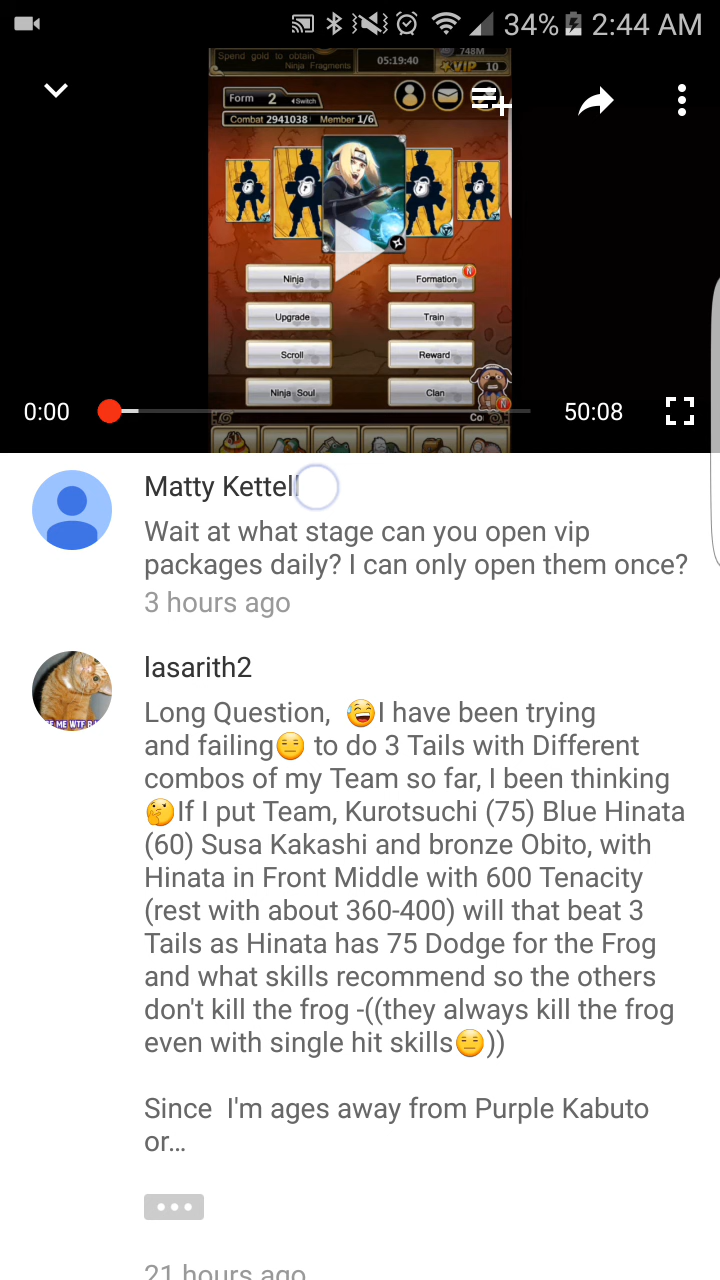 34% 2:44 AM
Spend gold to obtain
Ninja Fragments
05:19:40
748M
VIP 10
Form 2 Switch
Combat 2941038 Member 1/6
Ninja
Formation
N
Upgrade
Train
Scroll
Reward
Ninja Soul
Clan
N
Co
0:00
50:08
Matty Kettell
Wait at what stage can you open vip
packages daily? I can only open them once?
3 hours ago
lasarith2
Long Question, 😅I have been trying
and failing😑 to do 3 Tails with Different
combos of my Team so far, I been thinking
🤔If I put Team, Kurotsuchi (75) Blue Hinata
(60) Susa Kakashi and bronze Obito, with
Hinata in Front Middle with 600 Tenacity
(rest with about 360-400) will that beat 3
Tails as Hinata has 75 Dodge for the Frog
and what skills recommend so the others
don't kill the frog -((they always kill the frog
even with single hit skills😑))
Since I'm ages away from Purple Kabuto
or…
21 hours ago